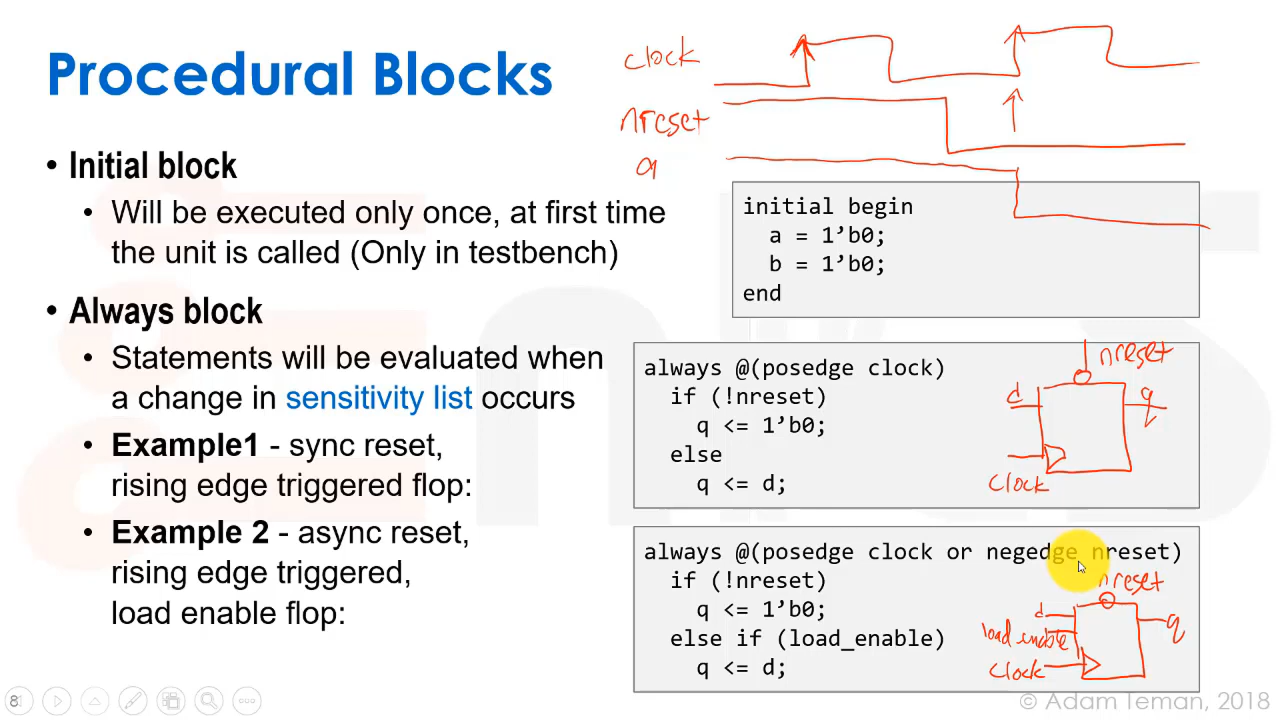 Procedural Blocks
• Initial block
• Will be executed only once, at first time
the unit is called (Only in testbench)
• Always block
• Statements will be evaluated when
a change in sensitivity list occurs
• Example1 - sync reset,
rising edge triggered flop:
• Example 2 - async reset,
rising edge triggered,
load enable flop:
clock
nreset
q
initial begin
a = 1’b0;
b = 1’b0;
end
always @(posedge clock)
if (!nreset)
q <= 1’b0;
else
q <= d;
nreset
d
q
clock
always @(posedge clock or negedge nreset)
if (!nreset)
q <= 1’b0;
else if (load_enable)
q <= d;
nreset
d
load enable
q
clock
8
© Adam Teman, 2018